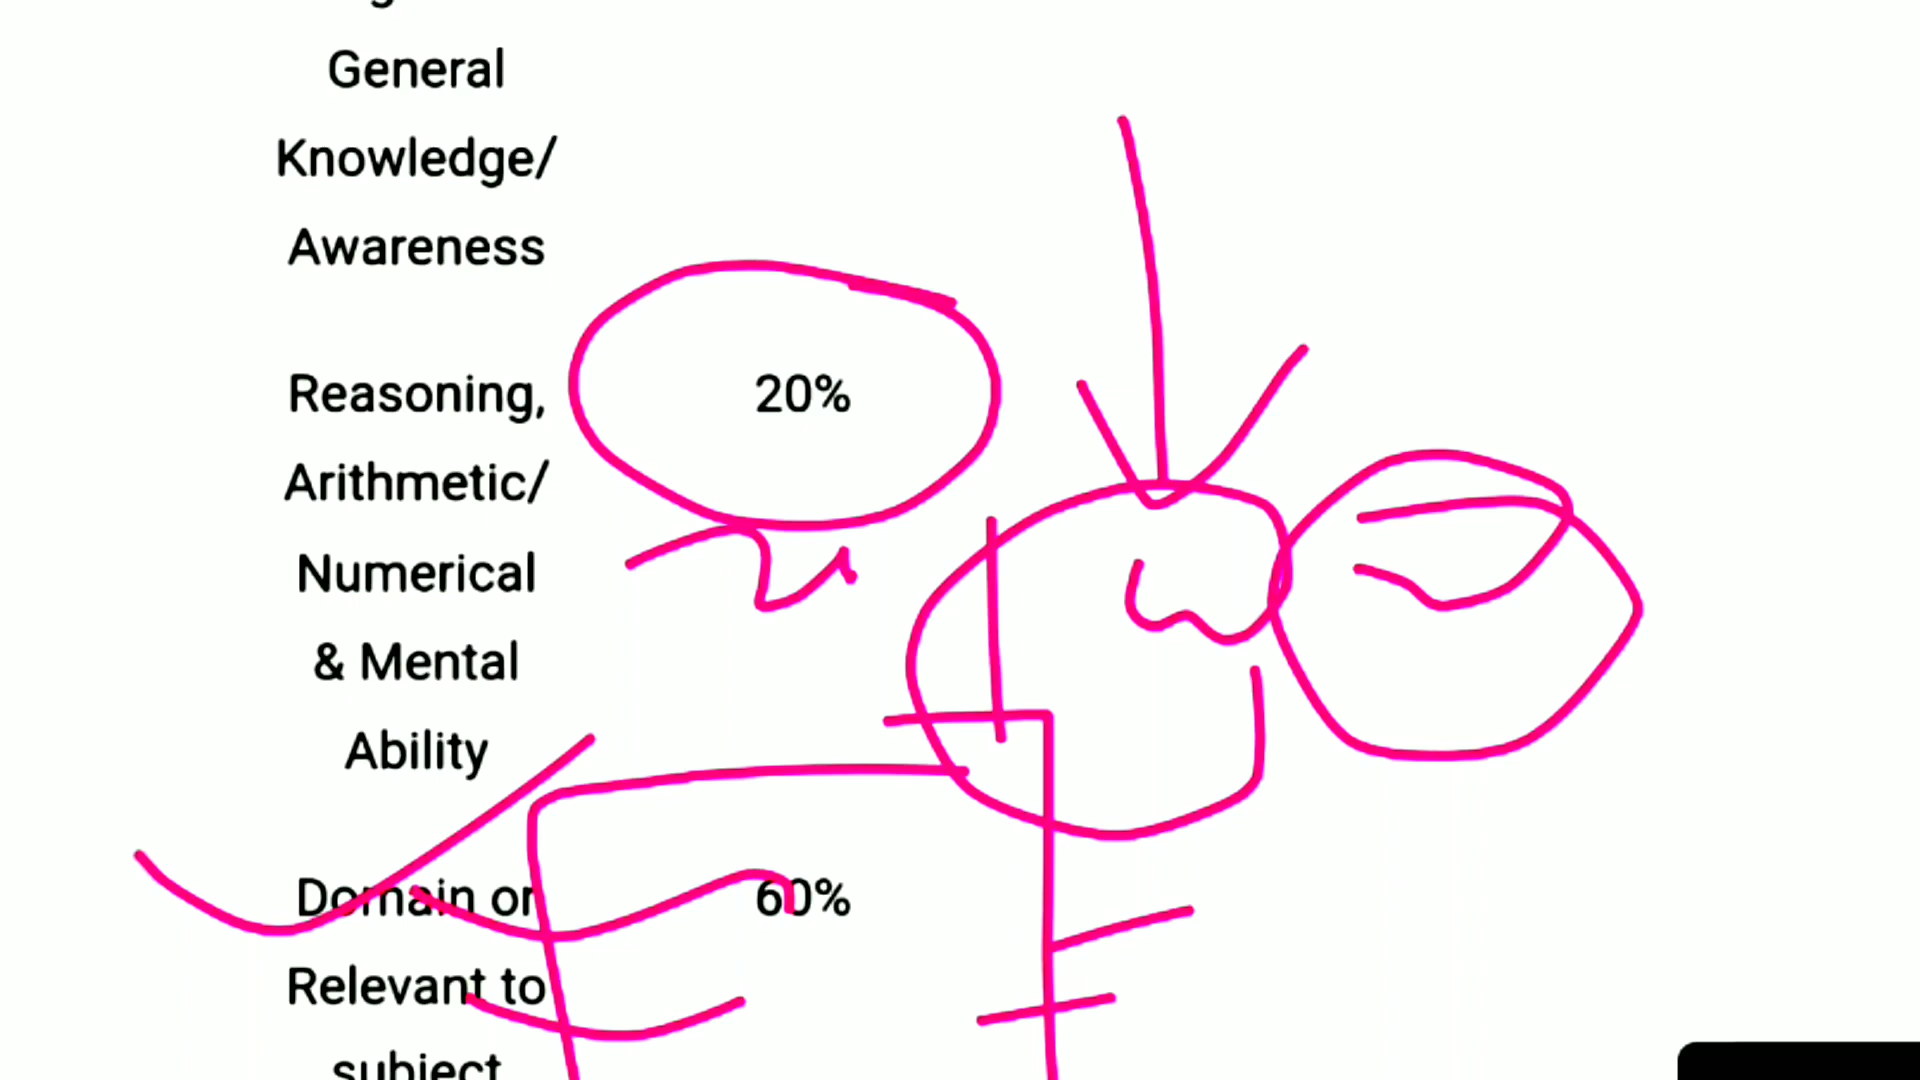 General
Knowledge/
Awareness
Reasoning,
Arithmetic/
Numerical
& Mental
Ability
20%
Domain or
Relevant to
subject
60%